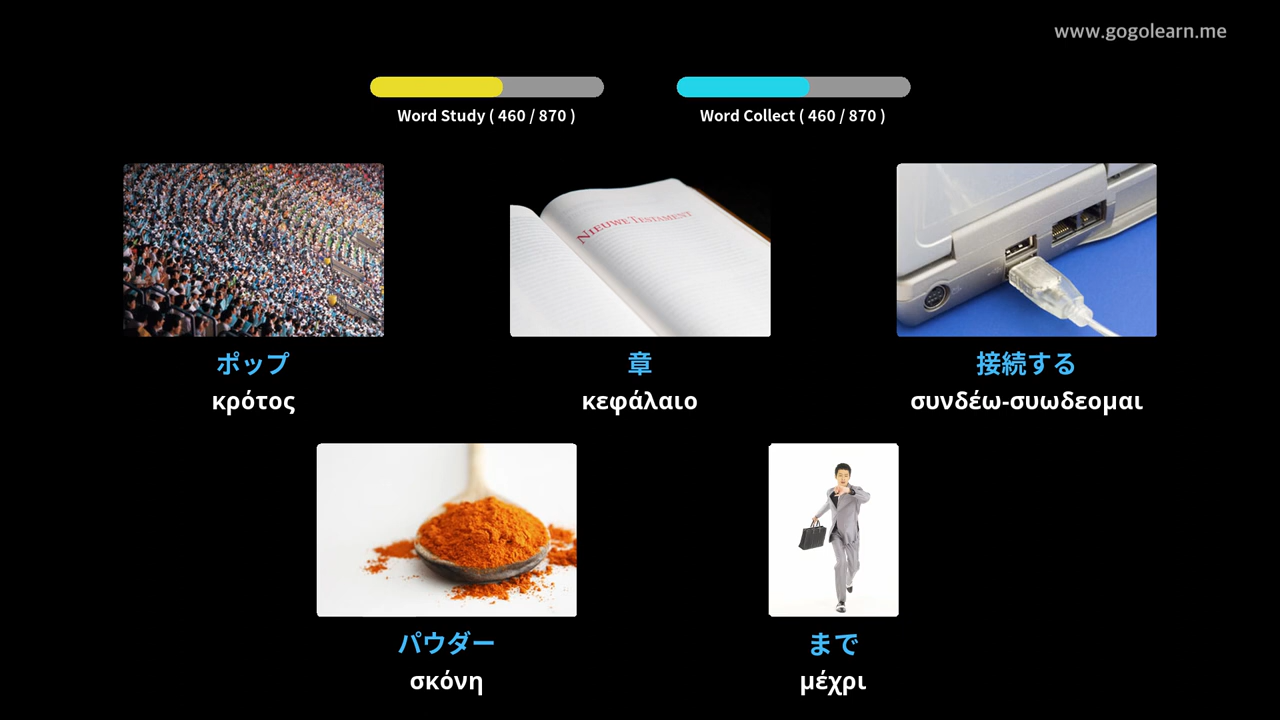 www.gogolearn.me
Word Study ( 460 / 870 )
Word Collect ( 460 / 870 )
NIEUWE TESTAMENT
ポップ
κρότος
章
κεφάλαιο
接続する
συνδέω-συωδεομαι
パウダー
σκόνη
まで
μέχρι